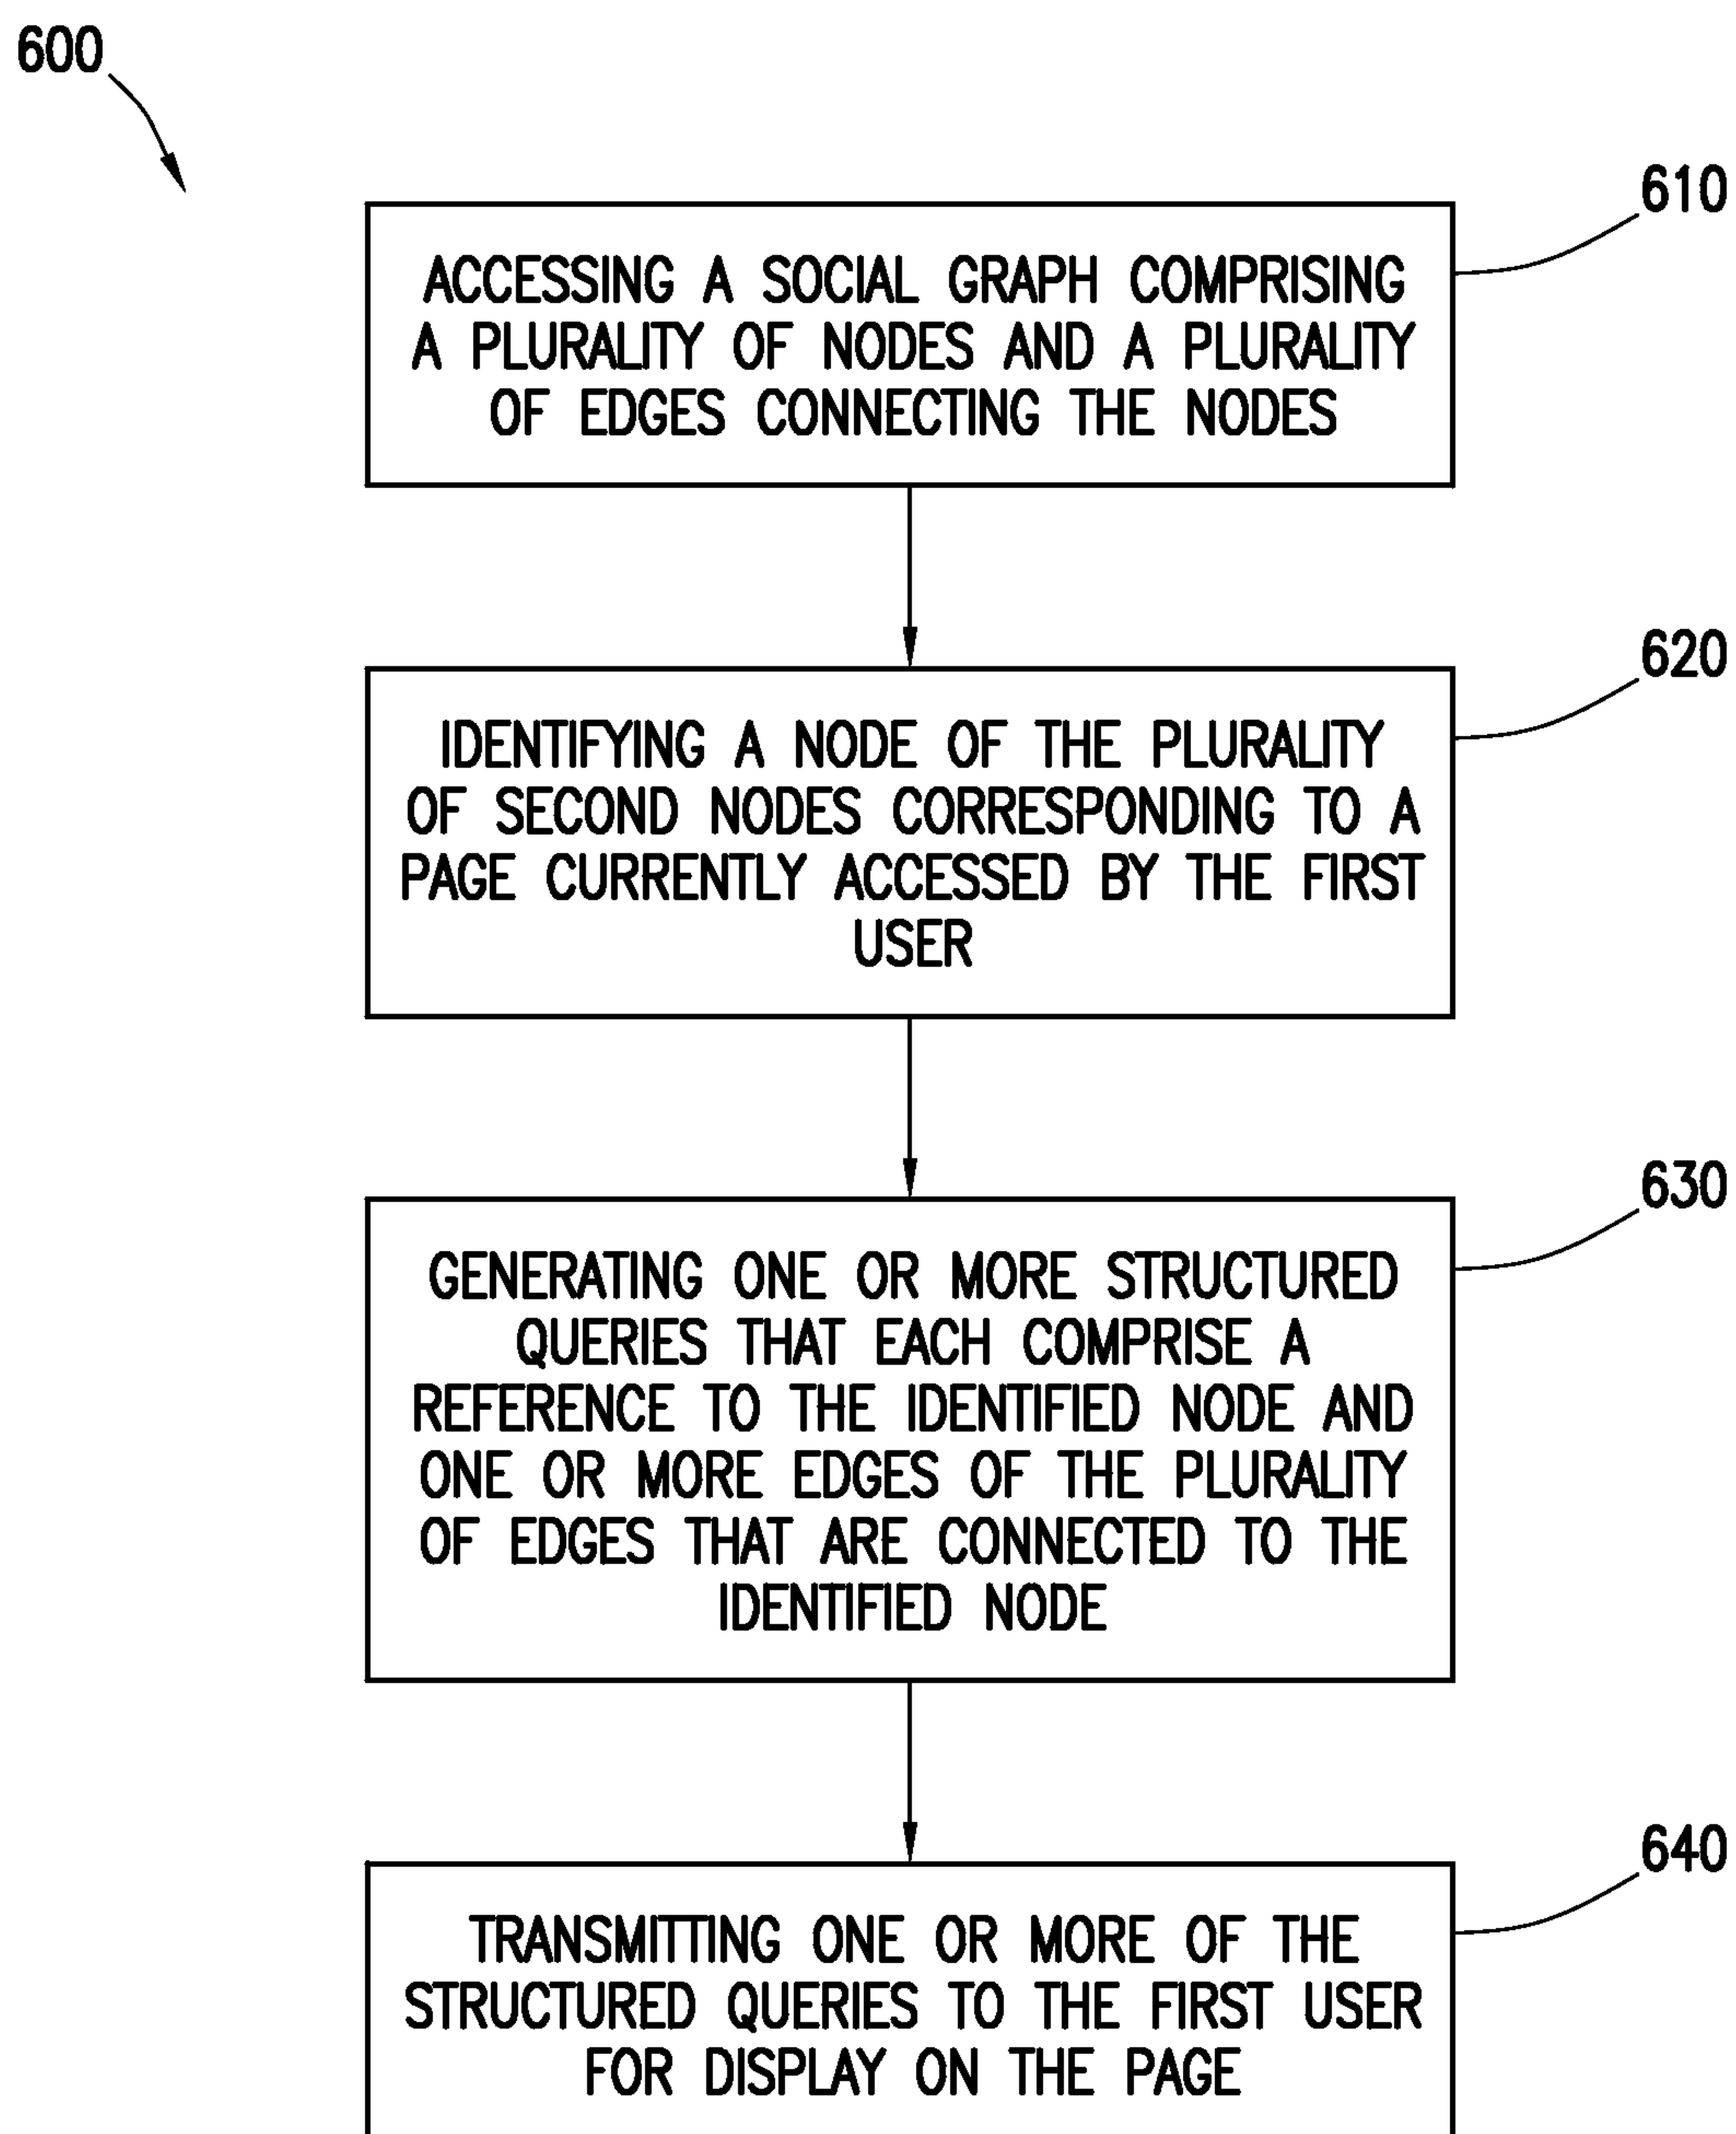 600
610
ACCESSING A SOCIAL GRAPH COMPRISING
A PLURALITY OF NODES AND A PLURALITY
OF EDGES CONNECTING THE NODES
620
IDENTIFYING A NODE OF THE PLURALITY
OF SECOND NODES CORRESPONDING TO A
PAGE CURRENTLY ACCESSED BY THE FIRST
USER
630
GENERATING ONE OR MORE STRUCTURED
QUERIES THAT EACH COMPRISE A
REFERENCE TO THE IDENTIFIED NODE AND
ONE OR MORE EDGES OF THE PLURALITY
OF EDGES THAT ARE CONNECTED TO THE
IDENTIFIED NODE
640
TRANSMITTING ONE OR MORE OF THE
STRUCTURED QUERIES TO THE FIRST USER
FOR DISPLAY ON THE PAGE